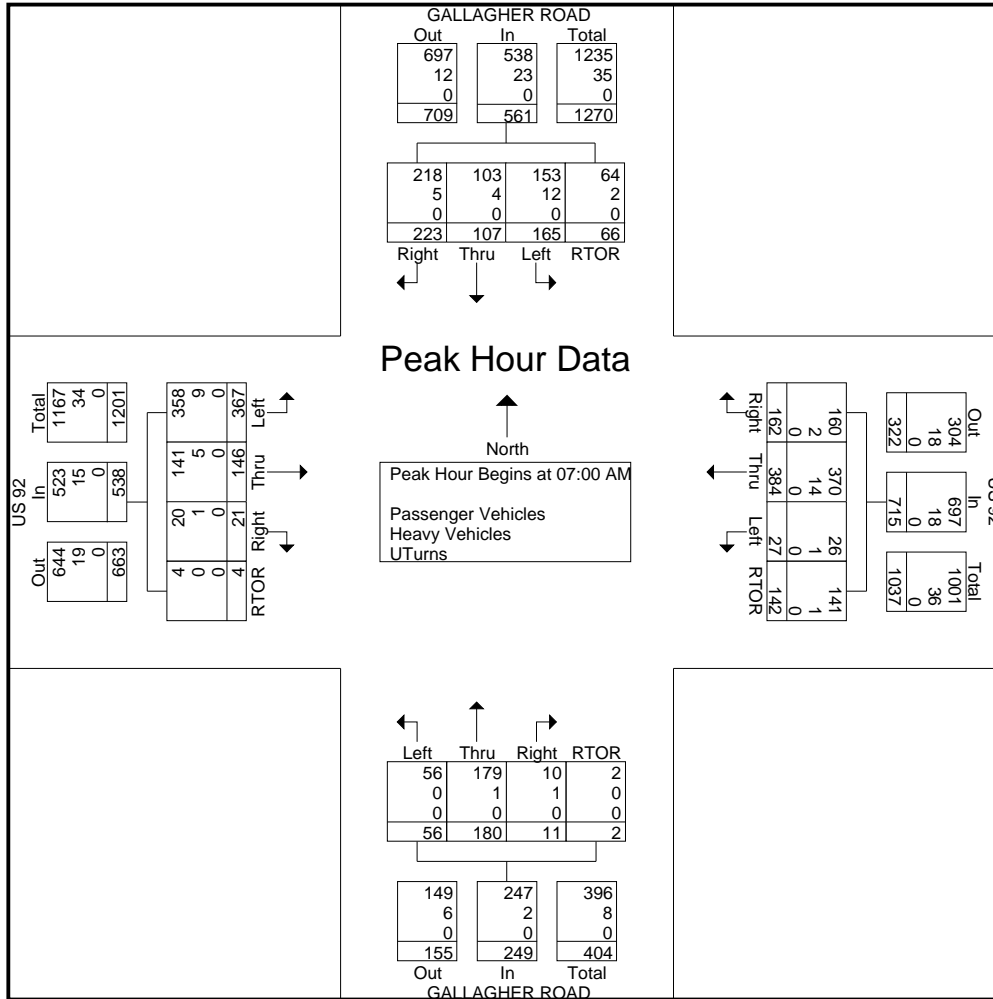 GALLAGHER ROAD
Out In Total
697 538 1235
12 23 35
0 0 0
709 561 1270
218 103 153 64
5 4 12 2
0 0 0 0
223 107 165 66
Right Thru Left RTOR
Peak Hour Data
North
Peak Hour Begins at 07:00 AM
Passenger Vehicles
Heavy Vehicles
UTurns
US 92
Out In Total
644 523 1167
19 15 34
0 0 0
663 538 1201
358 9 0 367 Left
141 5 0 146 Thru
20 1 0 21 Right
4 0 0 4 RTOR
Right 162 0 2 160
Thru 384 0 14 370
Left 27 0 1 26
RTOR 142 0 1 141
Out In Total
304 697 1001
18 18 36
0 0 0
322 715 1037
US 92
Left Thru Right RTOR
56 179 10 2
0 1 1 0
0 0 0 0
56 180 11 2
149 247 396
6 2 8
0 0 0
155 249 404
Out In Total
GALLAGHER ROAD